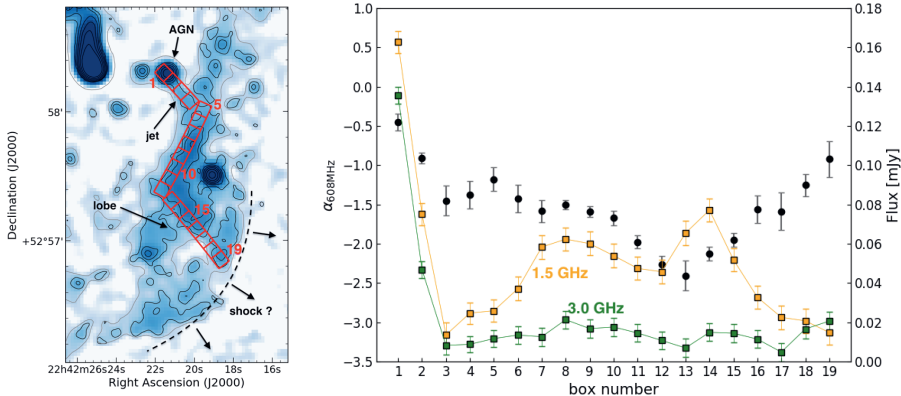 AGN
1
5
58'
jet
10
lobe
15
+52°57'
19
shock ?
Declination (J2000)
22h42m26s24s 22s 20s 18s 16s
Right Ascension (J2000)
1.0 0.5 0.0 −0.5 −1.0 −1.5 −2.0 −2.5 −3.0 −3.5
α608MHz
1.5 GHz
3.0 GHz
1 2 3 4 5 6 7 8 9 10 11 12 13 14 15 16 17 18 19
box number
0.18 0.16 0.14 0.12 0.10 0.08 0.06 0.04 0.02 0.00
Flux [mJy]